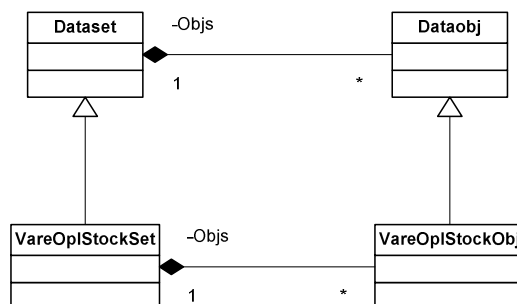 Dataset
-Objs
Dataobj
1
*
VareOplStockSet
-Objs
VareOplStockObj
1
*